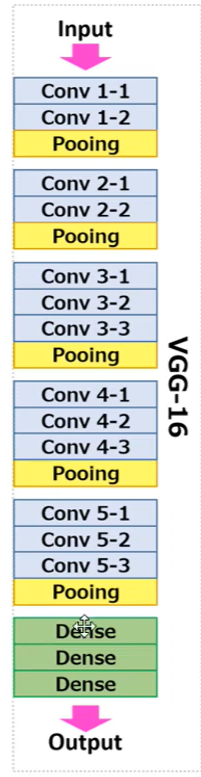 Input
Conv 1-1
Conv 1-2
Pooing
Conv 2-1
Conv 2-2
Pooing
Conv 3-1
Conv 3-2
Conv 3-3
Pooing
VGG-16
Conv 4-1
Conv 4-2
Conv 4-3
Pooing
Conv 5-1
Conv 5-2
Conv 5-3
Pooing
Dense
Dense
Dense
Output